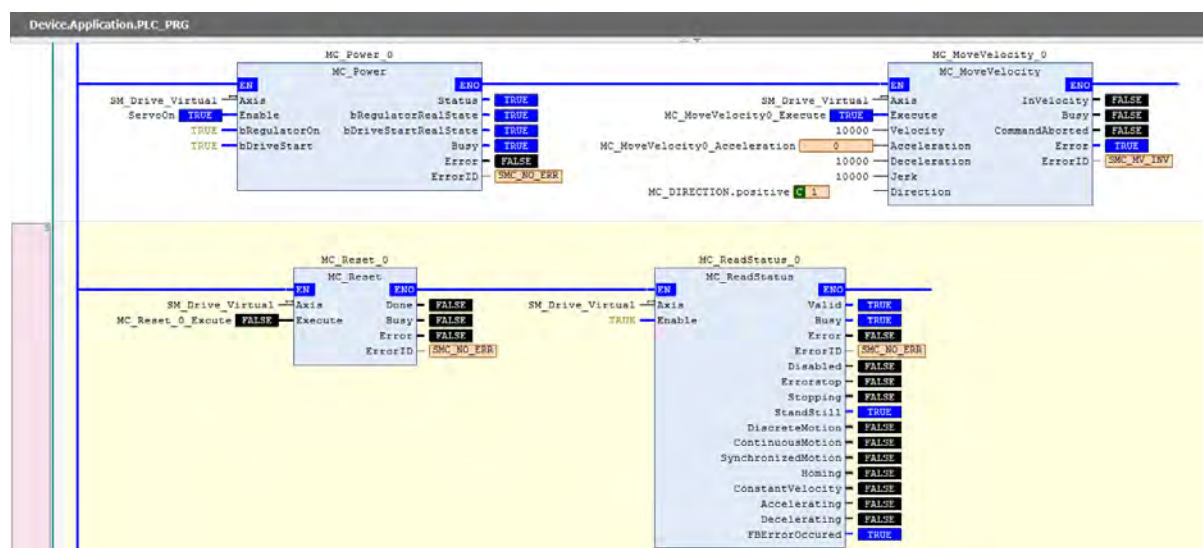 Device.Application.PLC_PRG
MC_Power_0
MC_Power
EN ENO
SM_Drive_Virtual Axis Status TRUE
ServoOn TRUE Enable bRegulatorRealState TRUE
TRUE bRegulatorOn bDriveStartRealState TRUE
TRUE bDriveStart Busy TRUE
Error FALSE
ErrorID SMC_NO_ERR
MC_MoveVelocity_0
MC_MoveVelocity
EN ENO
SM_Drive_Virtual Axis InVelocity FALSE
MC_MoveVelocity0_Execute TRUE Execute Busy FALSE
10000 Velocity CommandAborted FALSE
MC_MoveVelocity0_Acceleration 0 Acceleration Error TRUE
10000 Deceleration ErrorID SMC_MV_INV
10000 Jerk
MC_DIRECTION.positive C 1 Direction
MC_Reset_0
MC_Reset
EN ENO
SM_Drive_Virtual Axis Done FALSE
MC_Reset_0_Excute FALSE Execute Busy FALSE
Error FALSE
ErrorID SMC_NO_ERR
MC_ReadStatus_0
MC_ReadStatus
EN ENO
SM_Drive_Virtual Axis Valid TRUE
TRUE Enable Busy TRUE
Error FALSE
ErrorID SMC_NO_ERR
Disabled FALSE
Errorstop FALSE
Stopping FALSE
StandStill TRUE
DiscreteMotion FALSE
ContinuousMotion FALSE
SynchronizedMotion FALSE
Homing FALSE
ConstantVelocity FALSE
Accelerating FALSE
Decelerating FALSE
FBErrorOccured TRUE